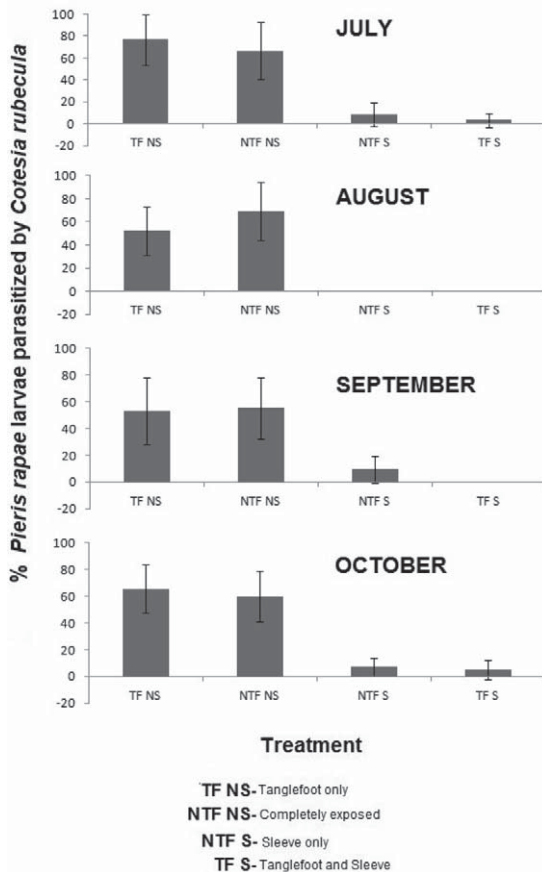 % Pieris rapae larvae parasitized by Cotesia rubecula
JULY
100
80
60
40
20
0
-20
TF NS
NTF NS
NTF S
TF S
AUGUST
100
80
60
40
20
0
-20
TF NS
NTF NS
NTF S
TF S
SEPTEMBER
100
80
60
40
20
0
-20
TF NS
NTF NS
NTF S
TF S
OCTOBER
100
80
60
40
20
0
-20
TF NS
NTF NS
NTF S
TF S
Treatment
TF NS- Tanglefoot only
NTF NS- Completely exposed
NTF S- Sleeve only
TF S- Tanglefoot and Sleeve